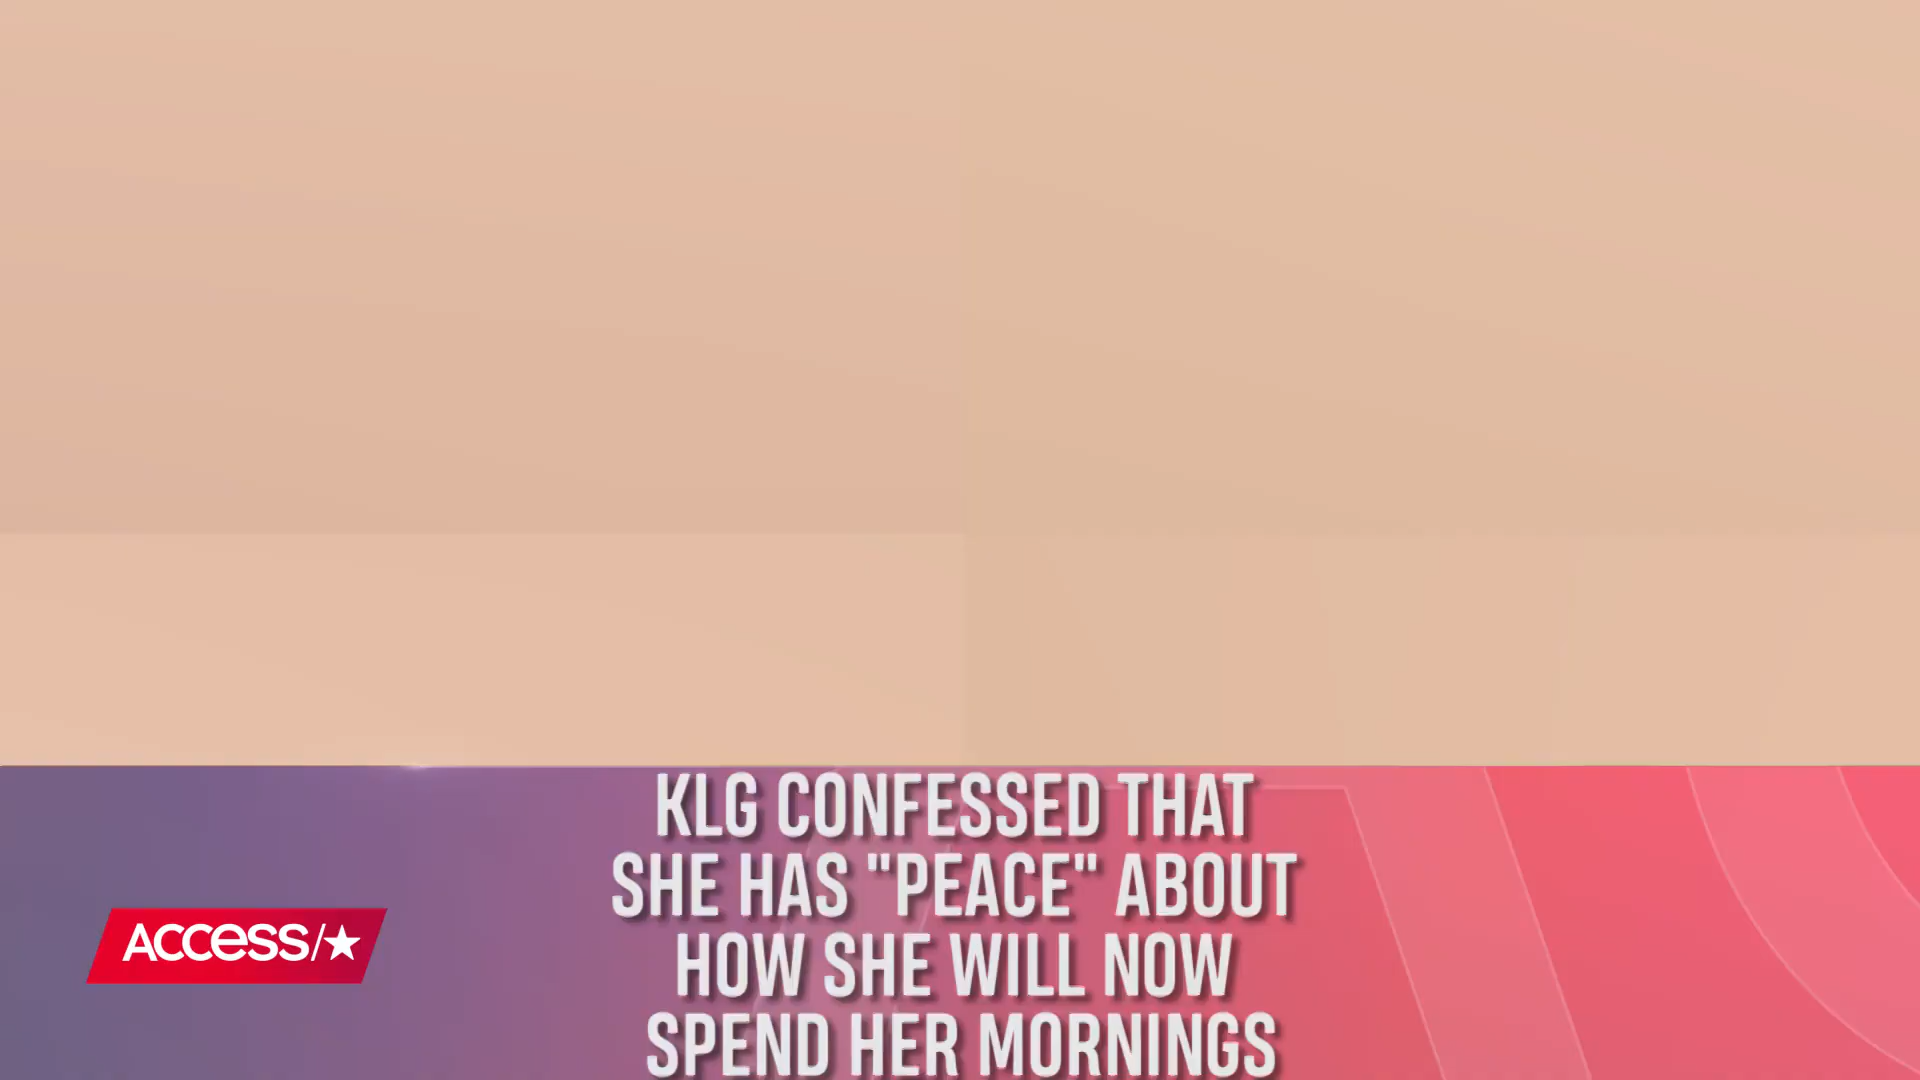 KLG CONFESSED THAT
SHE HAS "PEACE" ABOUT
HOW SHE WILL NOW
SPEND HER MORNINGS
ACCESS/★